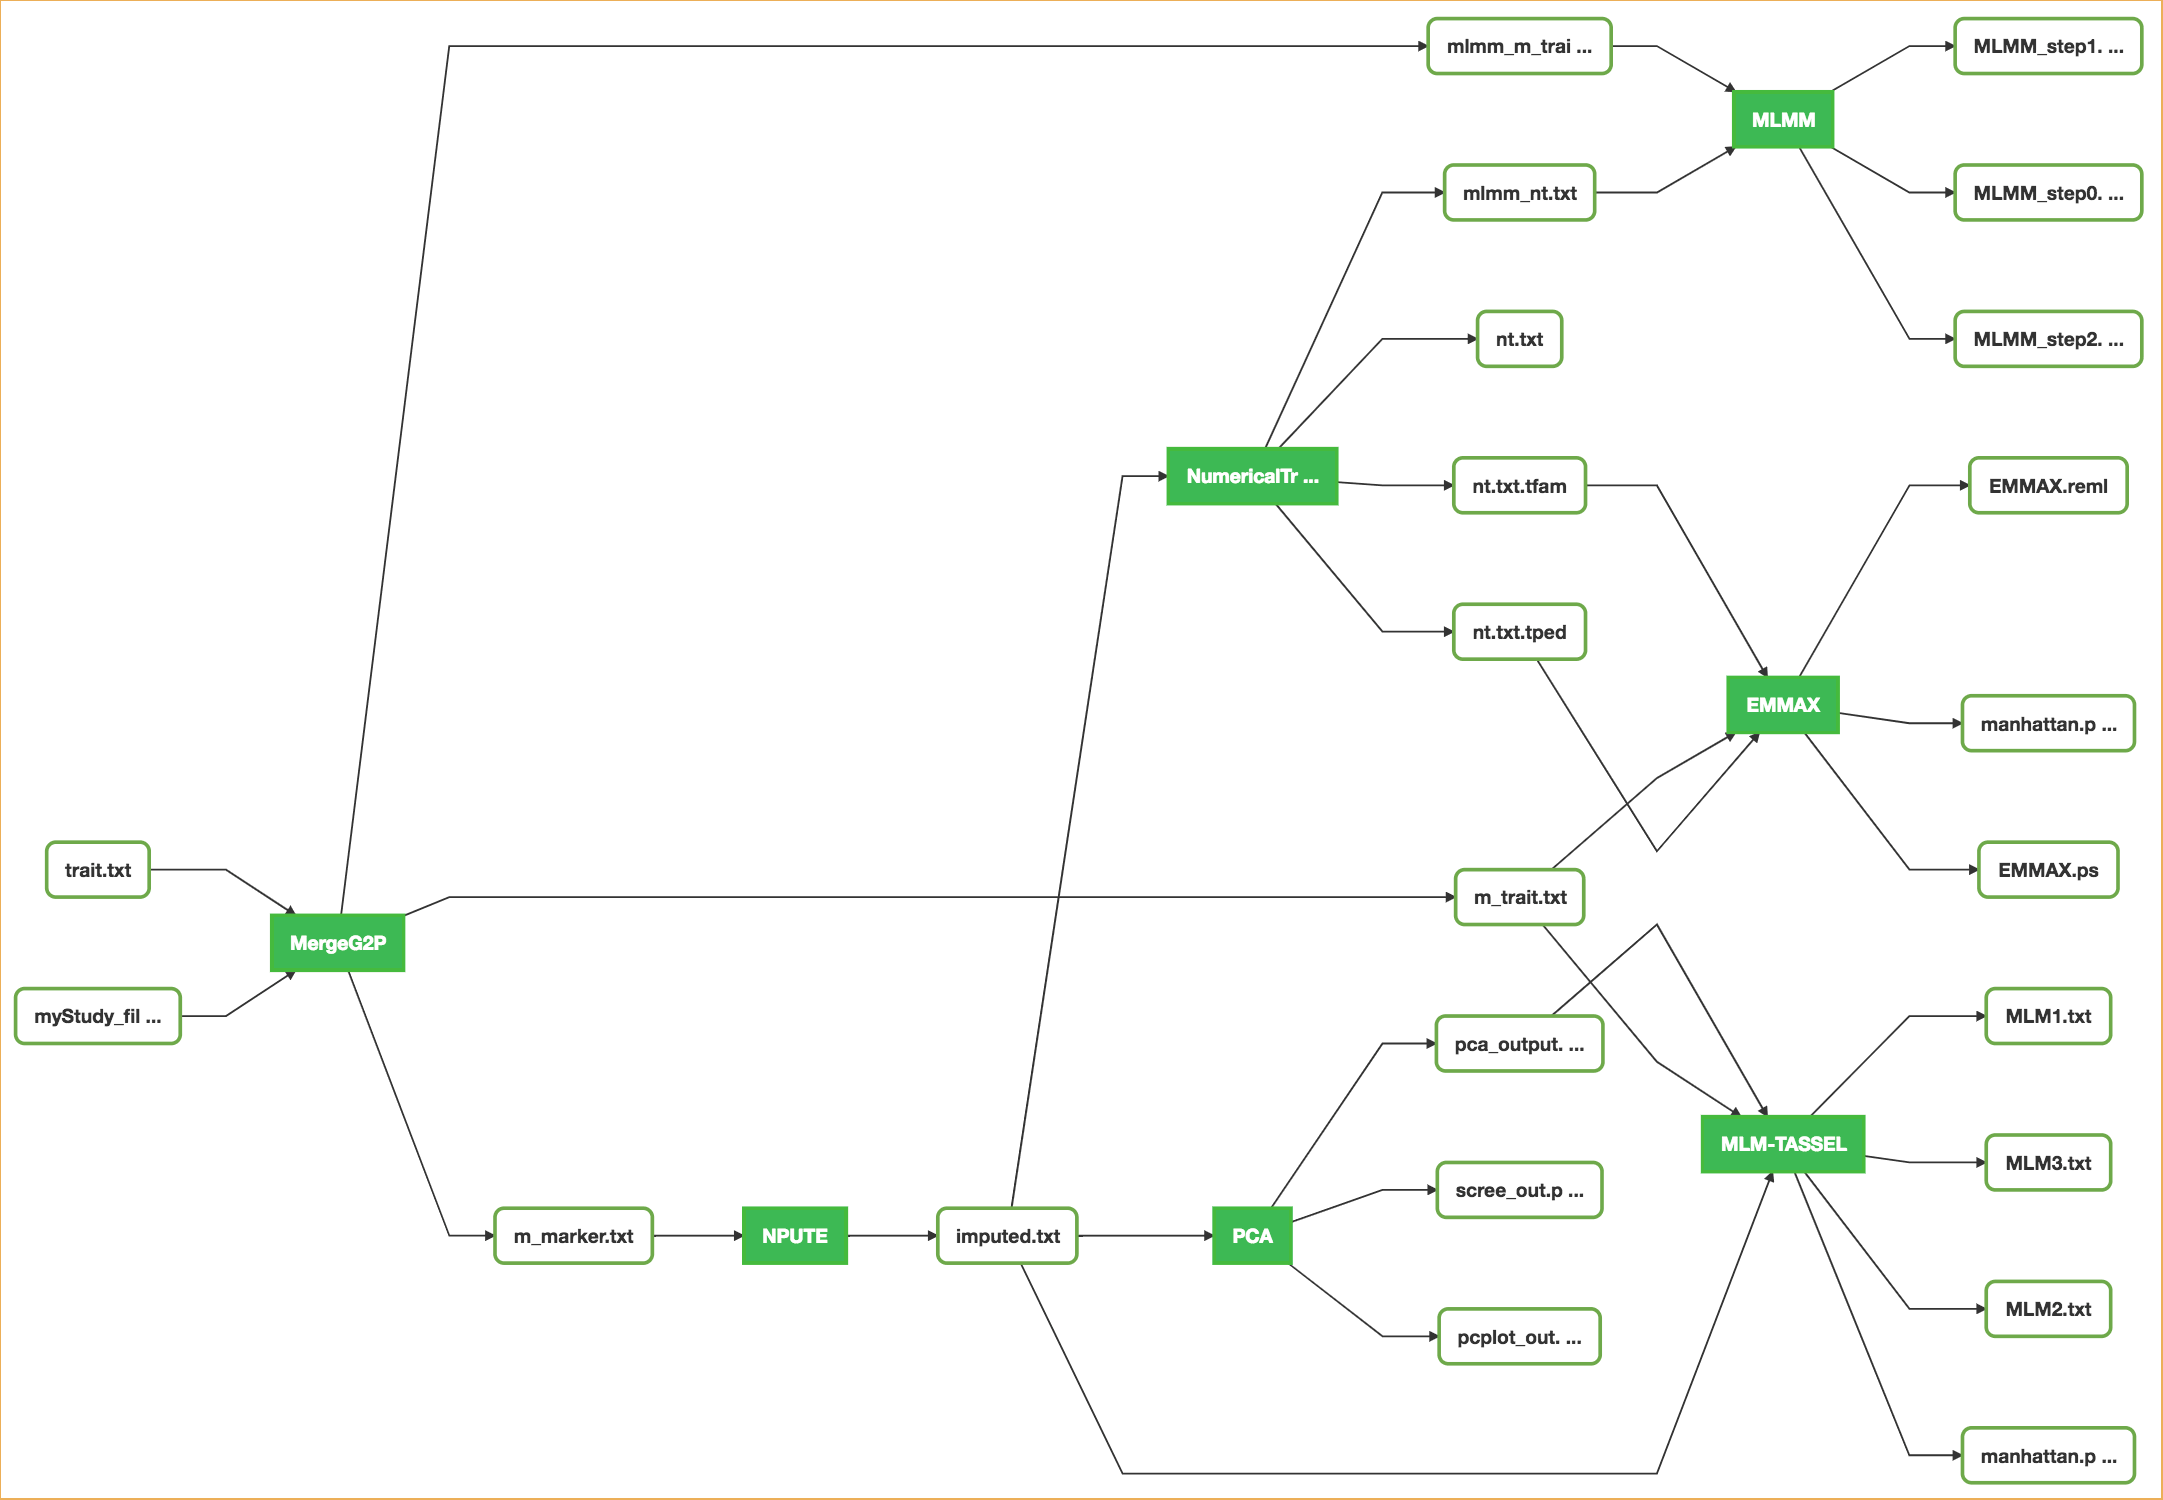 mlmm_m_trai ...
MLMM_step1. ...
MLMM
mlmm_nt.txt
MLMM_step0. ...
nt.txt
MLMM_step2. ...
NumericalTr ...
nt.txt.tfam
EMMAX.reml
nt.txt.tped
EMMAX
manhattan.p ...
trait.txt
EMMAX.ps
m_trait.txt
MergeG2P
myStudy_fil ...
MLM1.txt
pca_output. ...
MLM-TASSEL
MLM3.txt
scree_out.p ...
m_marker.txt
NPUTE
imputed.txt
PCA
MLM2.txt
pcplot_out. ...
manhattan.p ...